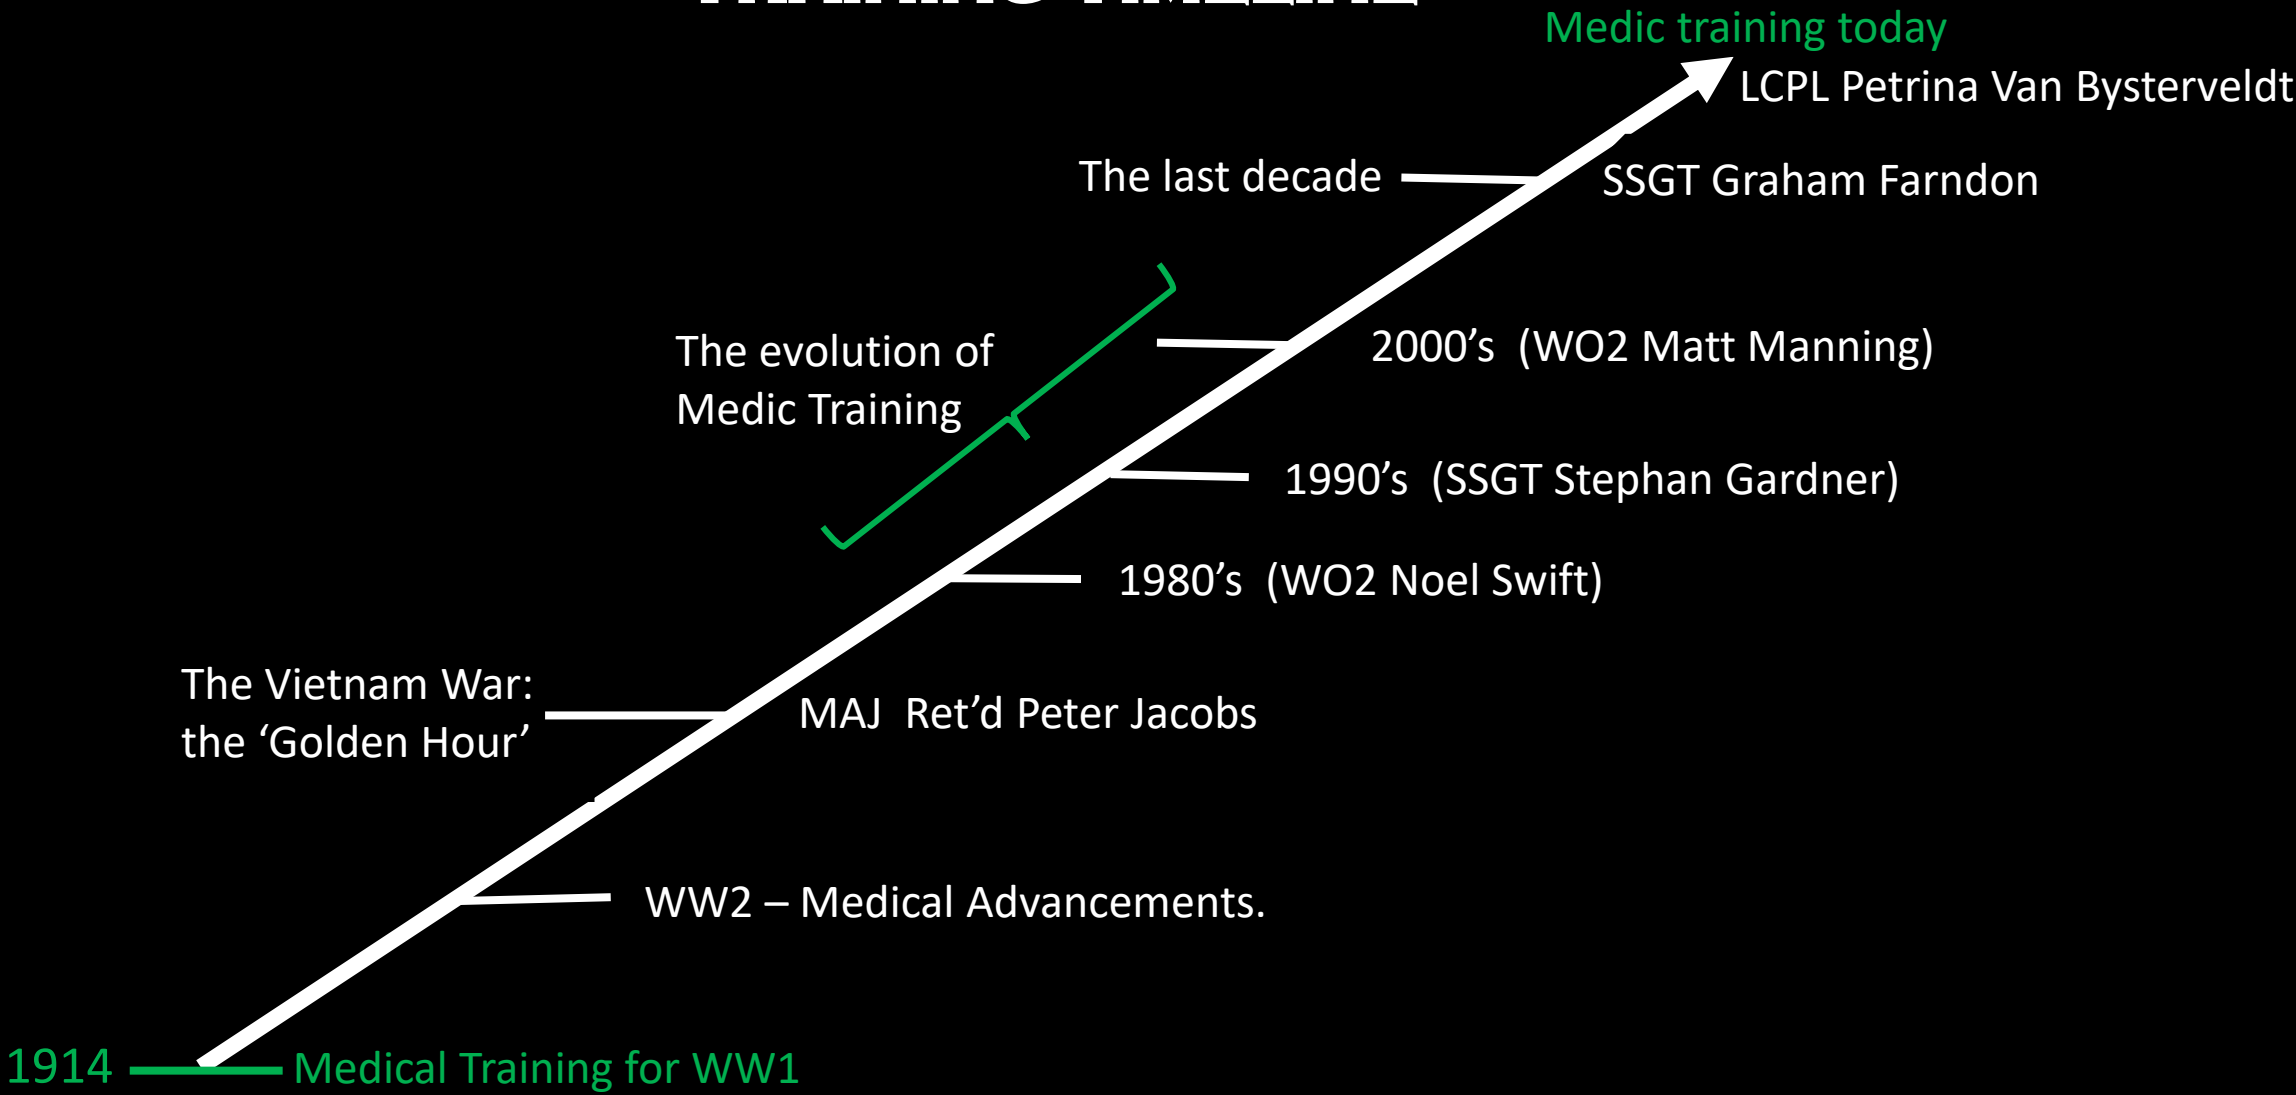 TRAINING TIMELINE
Medic training today
LCPL Petrina Van Bysterveldt
The last decade
SSGT Graham Farndon
The evolution of
Medic Training
2000’s (WO2 Matt Manning)
1990’s (SSGT Stephan Gardner)
1980’s (WO2 Noel Swift)
The Vietnam War:
the ‘Golden Hour’
MAJ Ret’d Peter Jacobs
WW2 – Medical Advancements.
1914
Medical Training for WW1